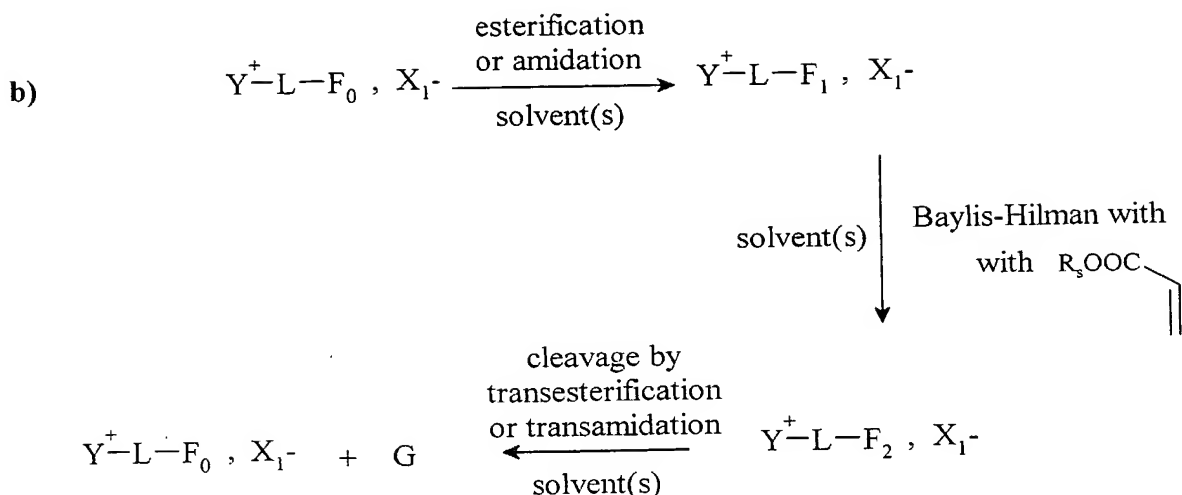 b)
Y⁺—L—F₀ , X₁-
esterification
or amidation
solvent(s)
Y⁺—L—F₁ , X₁-
solvent(s)
Baylis-Hilman with
with RₛOOC
cleavage by
transesterification
or transamidation
solvent(s)
Y⁺—L—F₀ , X₁- + G
Y⁺—L—F₂ , X₁-